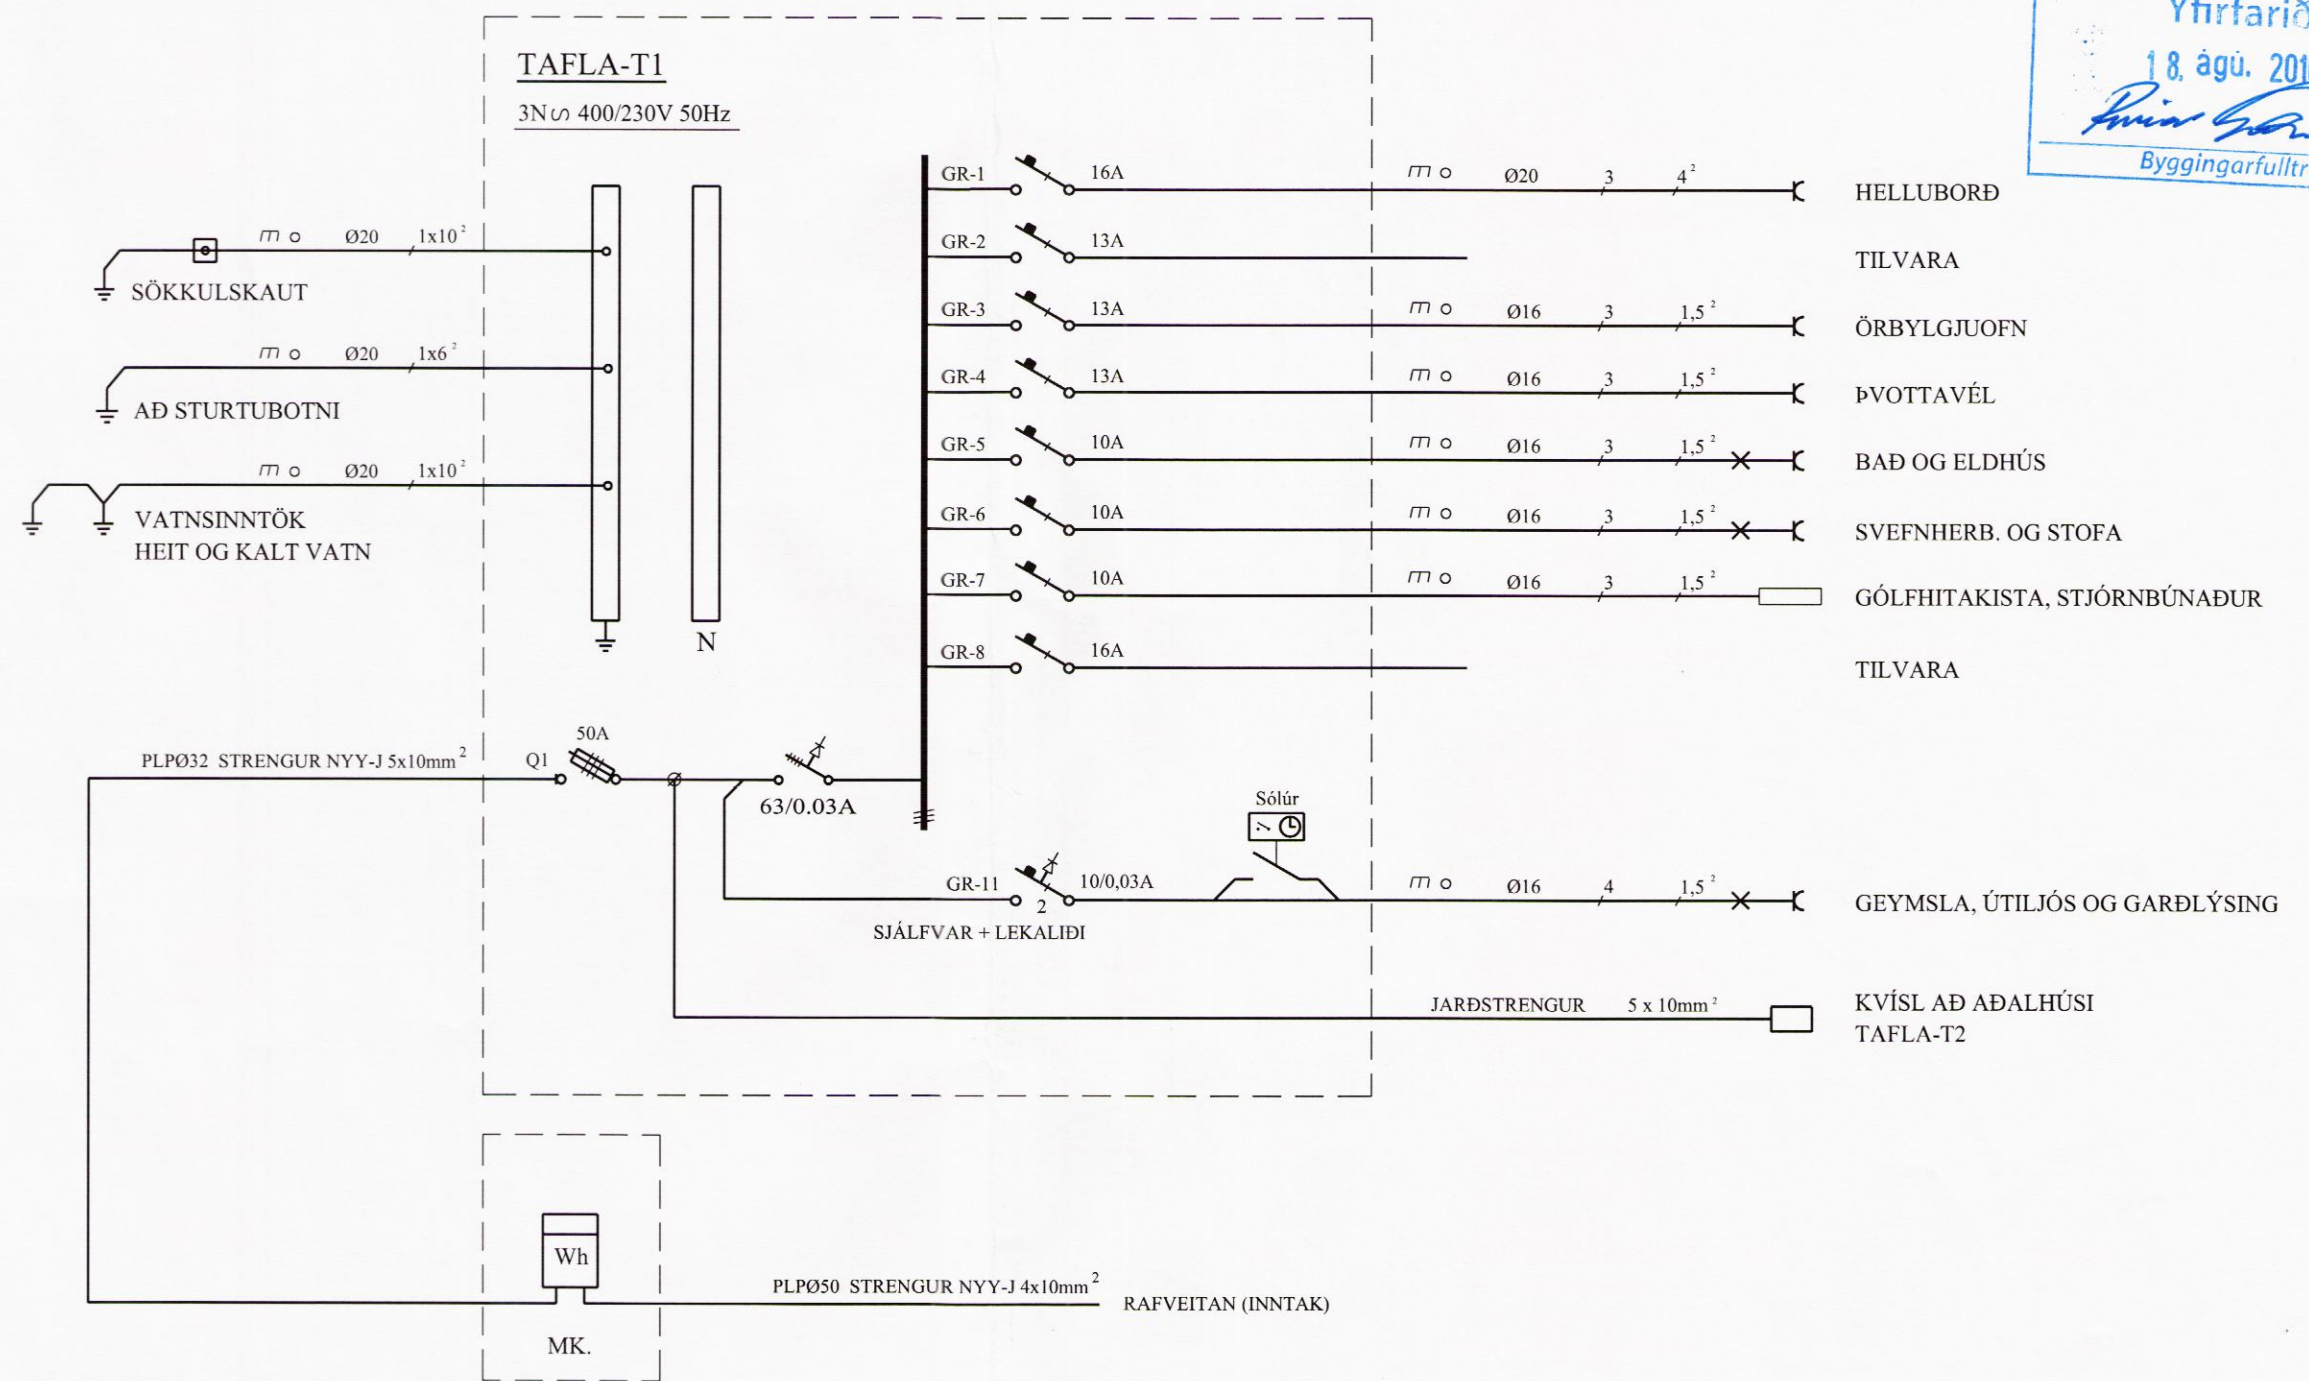 TAFLA-T1
3N 400/230V 50Hz
18. ágú. 201
Byggingarfulltr
Ø20 1x10²
SÖKKULSKAUT
Ø20 1x6²
AÐ STURTUBOTNI
Ø20 1x10²
VATNSINNTÖK
HEIT OG KALT VATN
N
GR-1 16A Ø20 3 4² HELLUBORÐ
GR-2 13A TILVARA
GR-3 13A Ø16 3 1,5² ÖRBYLGJUOFN
GR-4 13A Ø16 3 1,5² ÞVOTTAVÉL
GR-5 10A Ø16 3 1,5² BAÐ OG ELDHÚS
GR-6 10A Ø16 3 1,5² SVEFNHERB. OG STOFA
GR-7 10A Ø16 3 1,5² GÓLFHITAKISTA, STJÓRNBÚNAÐUR
GR-8 16A TILVARA
PLPØ32 STRENGUR NYY-J 5x10mm² Q1 50A
63/0.03A
Sólúr
GR-11 2 10/0,03A Ø16 4 1,5² GEYMSLA, ÚTILJÓS OG GARÐLÝSING
SJÁLFVAR + LEKALIÐI
JARÐSTRENGUR 5 x 10mm² KVÍSL AÐ AÐALHÚSI
TAFLA-T2
Wh
PLPØ50 STRENGUR NYY-J 4x10mm² RAFVEITAN (INNTAK)
MK.